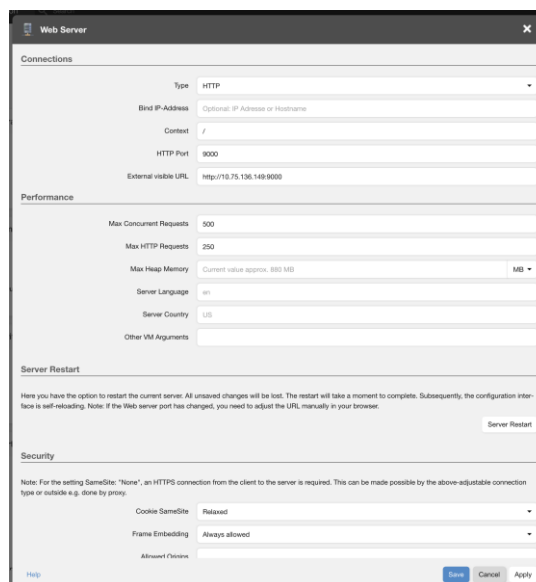 Web Server
Connections
Type HTTP
Bind IP-Address Optional: IP Adresse or Hostname
Context /
HTTP Port 9000
External visible URL http://10.75.136.149:9000
Performance
Max Concurrent Requests 500
Max HTTP Requests 250
Max Heap Memory Current value approx. 880 MB MB
Server Language en
Server Country US
Other VM Arguments
Server Restart
Here you have the option to restart the current server. All unsaved changes will be lost. The restart will take a moment to complete. Subsequently, the configuration inter-
face is self-reloading. Note: If the Web server port has changed, you need to adjust the URL manually in your browser.
Server Restart
Security
Note: For the setting SameSite: "None", an HTTPS connection from the client to the server is required. This can be made possible by the above-adjustable connection
type or outside e.g. done by proxy.
Cookie SameSite Relaxed
Frame Embedding Always allowed
Allowed Origins
Help Save Cancel Apply